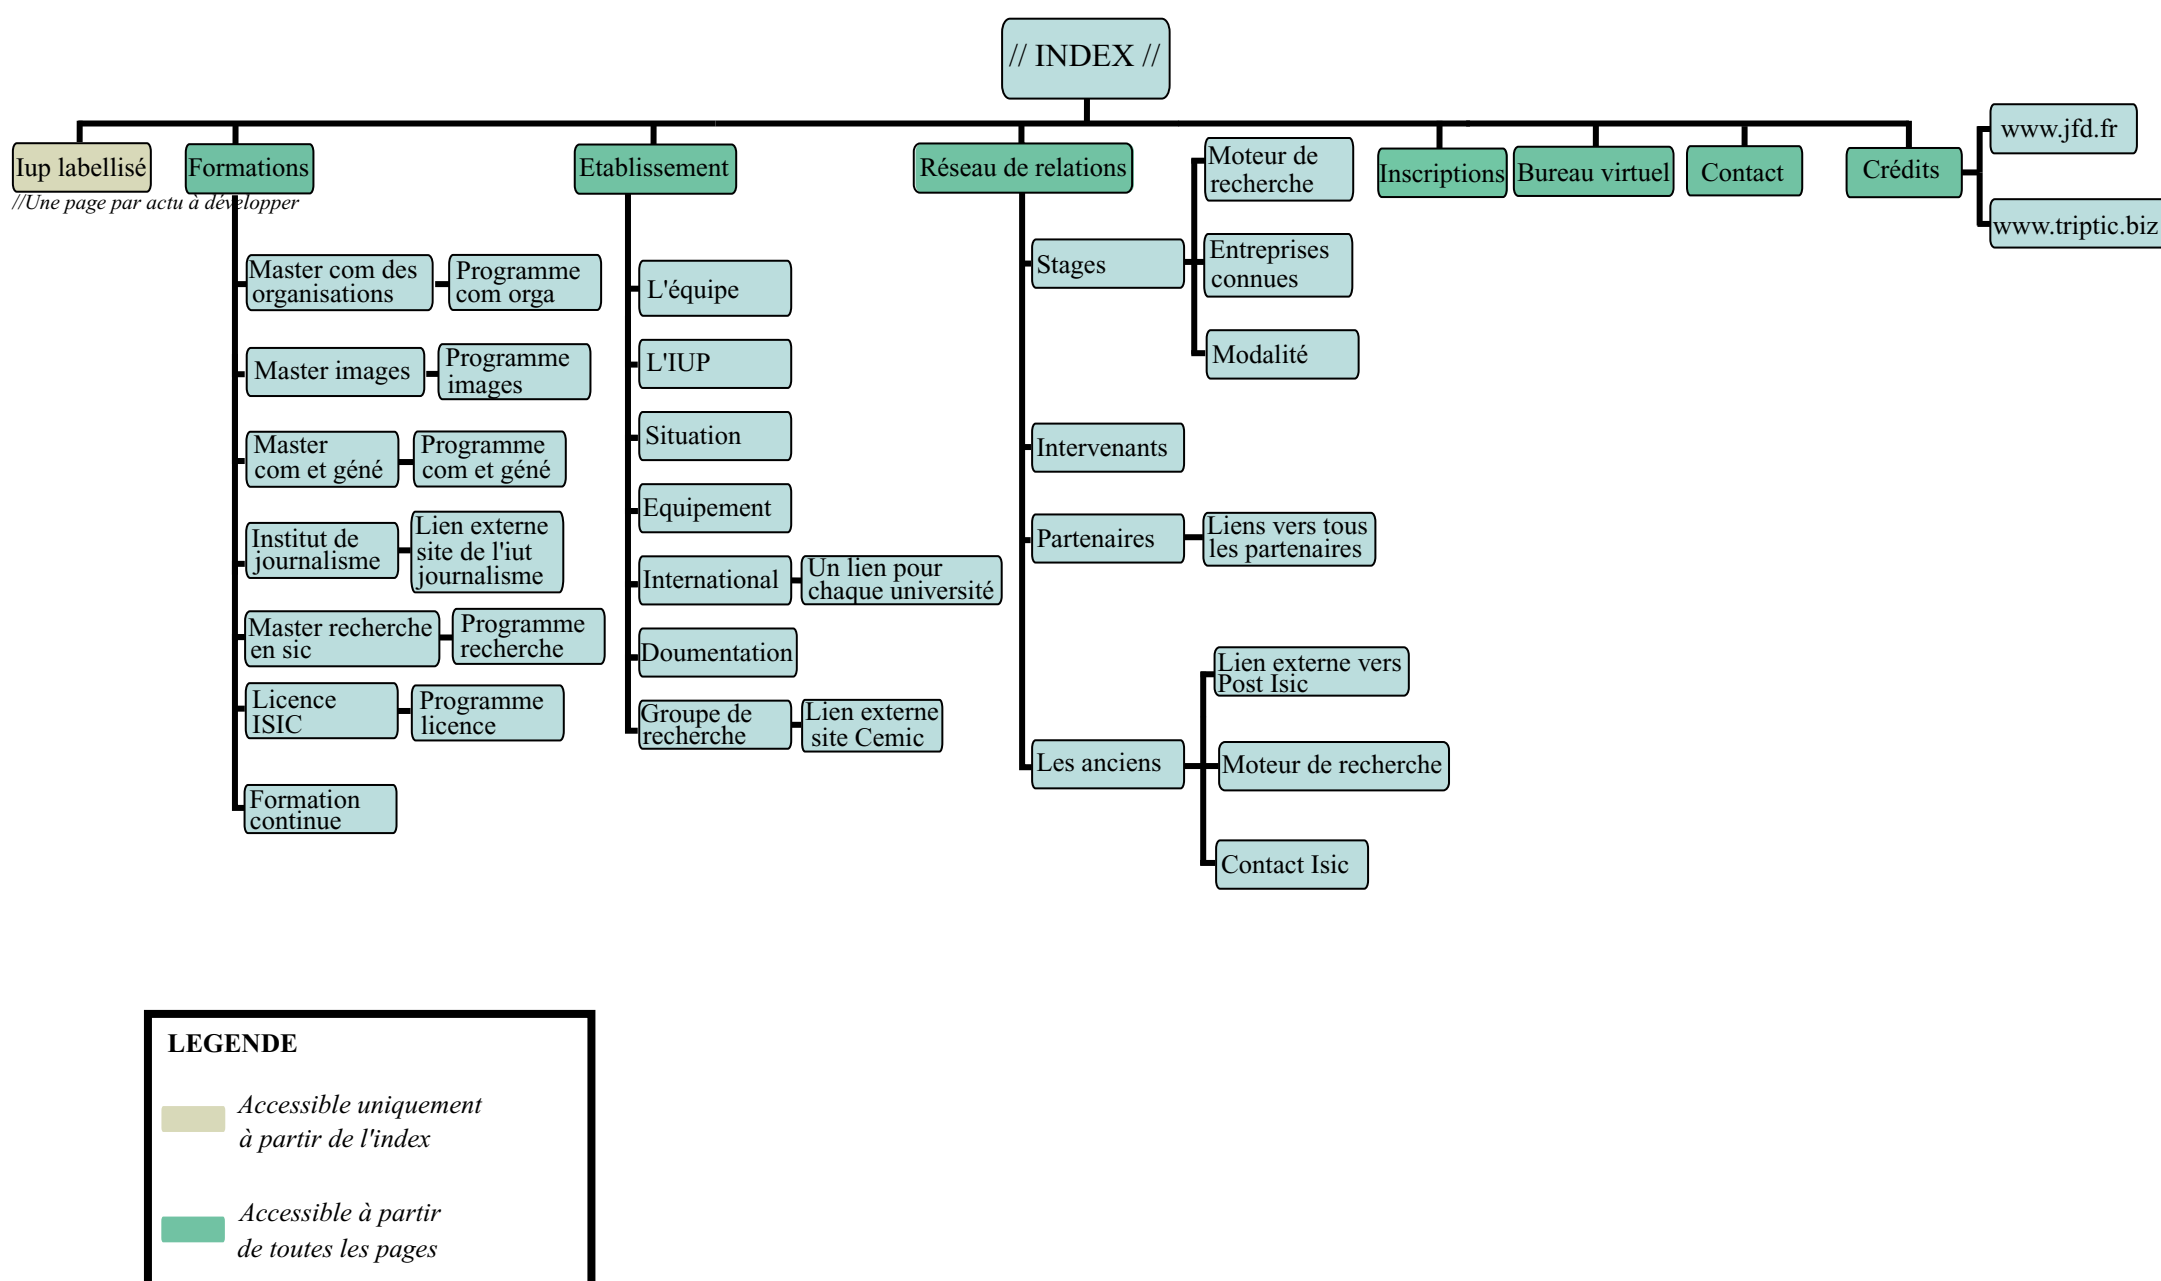 // INDEX //
Iup labellisé
//Une page par actu à développer
Formations
Master com des
organisations
Programme
com orga
Master images
Programme
images
Master
com et géné
Programme
com et géné
Institut de
journalisme
Lien externe
site de l'iut
journalisme
Master recherche
en sic
Programme
recherche
Licence
ISIC
Programme
licence
Formation
continue
Etablissement
L'équipe
L'IUP
Situation
Equipement
International
Un lien pour
chaque université
Doumentation
Groupe de
recherche
Lien externe
site Cemic
Réseau de relations
Stages
Moteur de
recherche
Entreprises
connues
Modalité
Intervenants
Partenaires
Liens vers tous
les partenaires
Les anciens
Lien externe vers
Post Isic
Moteur de recherche
Contact Isic
Inscriptions
Bureau virtuel
Contact
Crédits
www.jfd.fr
www.triptic.biz
LEGENDE
Accessible uniquement
à partir de l'index
Accessible à partir
de toutes les pages